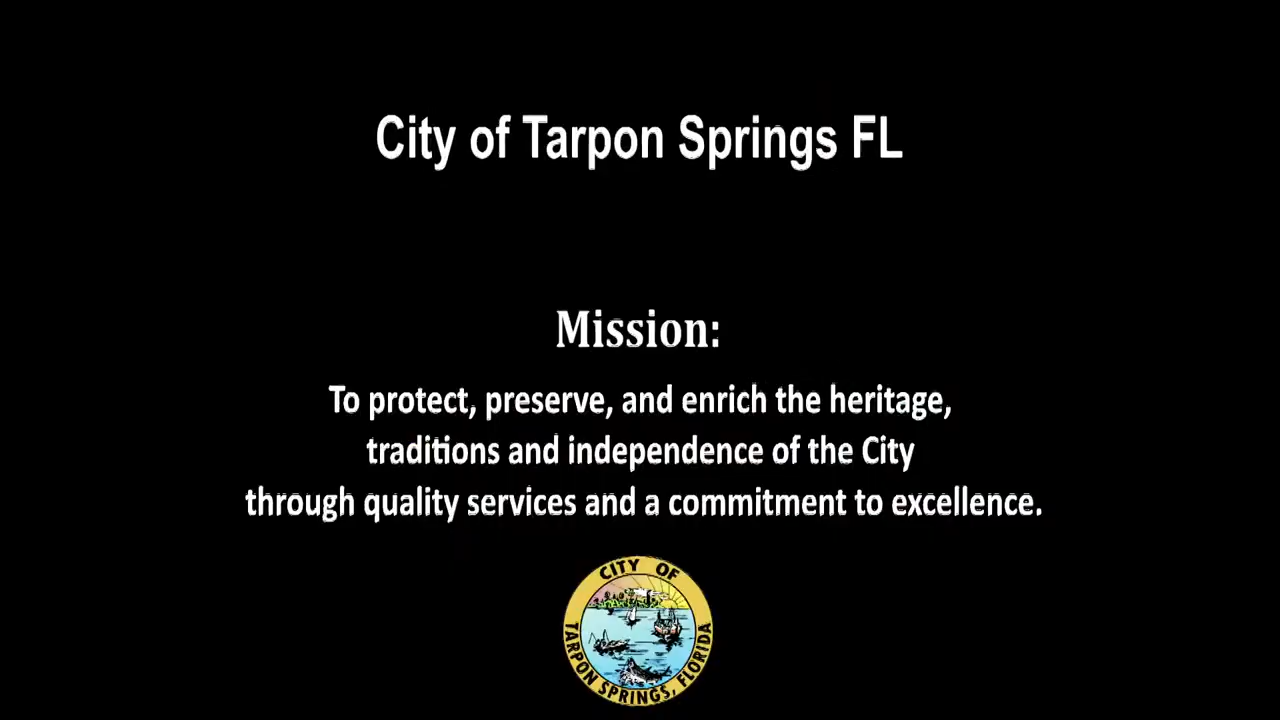 City of Tarpon Springs FL
Mission:
To protect, preserve, and enrich the heritage,
traditions and independence of the City
through quality services and a commitment to excellence.
CITY OF
TARPON SPRINGS, FLORIDA